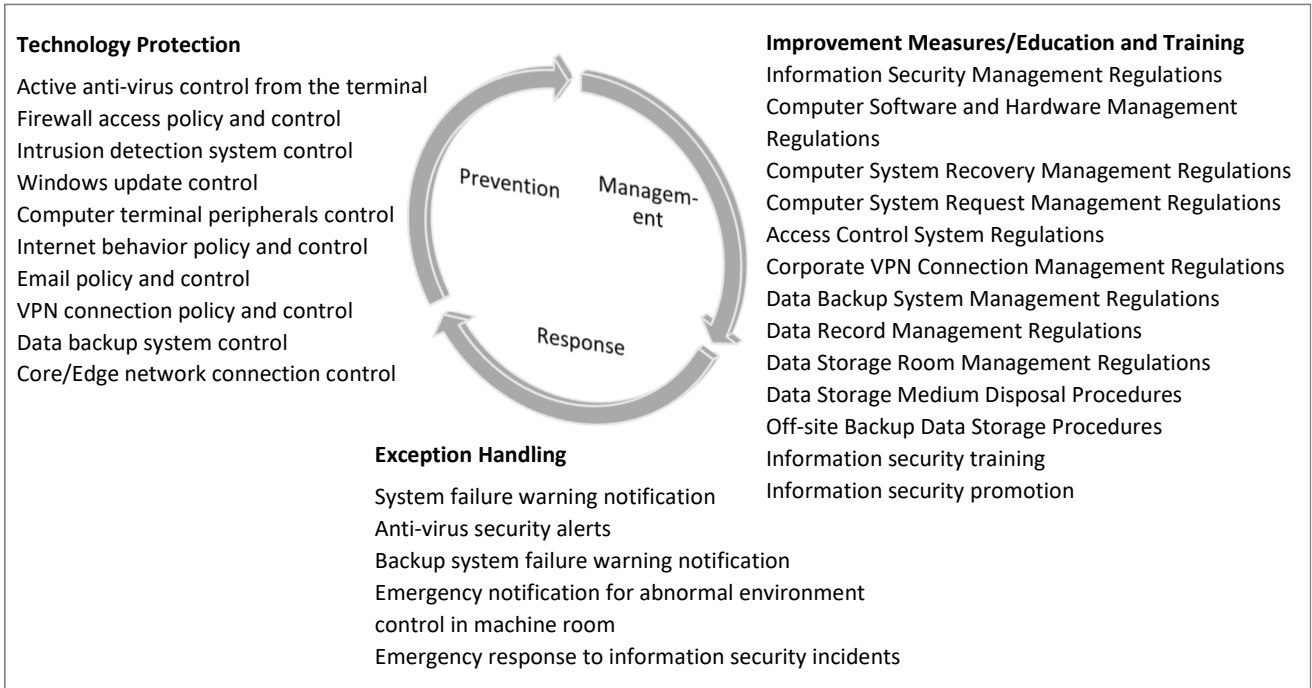 Technology Protection
Active anti-virus control from the terminal
Firewall access policy and control
Intrusion detection system control
Windows update control
Computer terminal peripherals control
Internet behavior policy and control
Email policy and control
VPN connection policy and control
Data backup system control
Core/Edge network connection control
Prevention
Managem-
ent
Response
Improvement Measures/Education and Training
Information Security Management Regulations
Computer Software and Hardware Management
Regulations
Computer System Recovery Management Regulations
Computer System Request Management Regulations
Access Control System Regulations
Corporate VPN Connection Management Regulations
Data Backup System Management Regulations
Data Record Management Regulations
Data Storage Room Management Regulations
Data Storage Medium Disposal Procedures
Off-site Backup Data Storage Procedures
Information security training
Information security promotion
Exception Handling
System failure warning notification
Anti-virus security alerts
Backup system failure warning notification
Emergency notification for abnormal environment
control in machine room
Emergency response to information security incidents